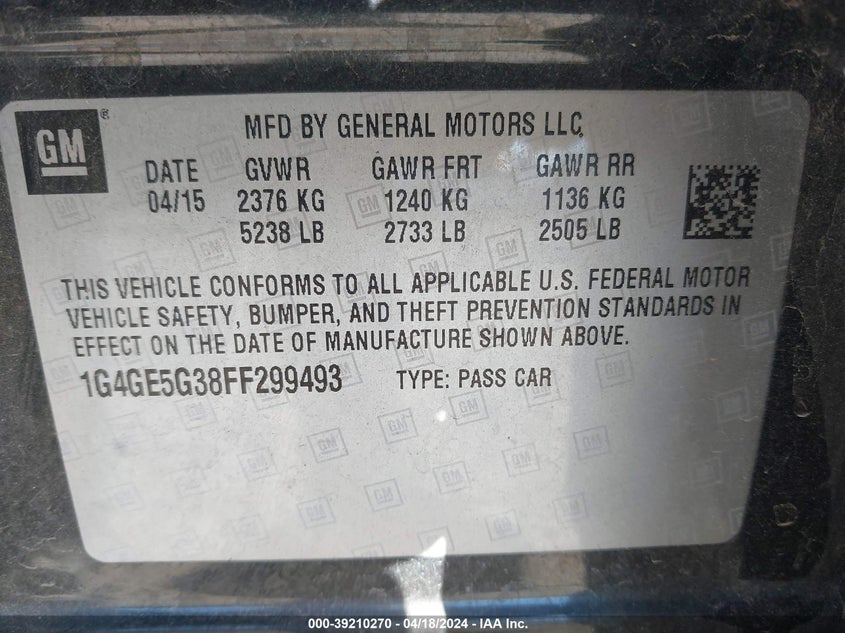 GM ®
MFD BY GENERAL MOTORS LLC
DATE GVWR GAWR FRT GAWR RR
04/15 2376 KG 1240 KG 1136 KG
5238 LB 2733 LB 2505 LB
THIS VEHICLE CONFORMS TO ALL APPLICABLE U.S. FEDERAL MOTOR
VEHICLE SAFETY, BUMPER, AND THEFT PREVENTION STANDARDS IN
EFFECT ON THE DATE OF MANUFACTURE SHOWN ABOVE.
1G4GE5G38FF299493 TYPE: PASS CAR
000-39210270 - 04/18/2024 - IAA Inc.